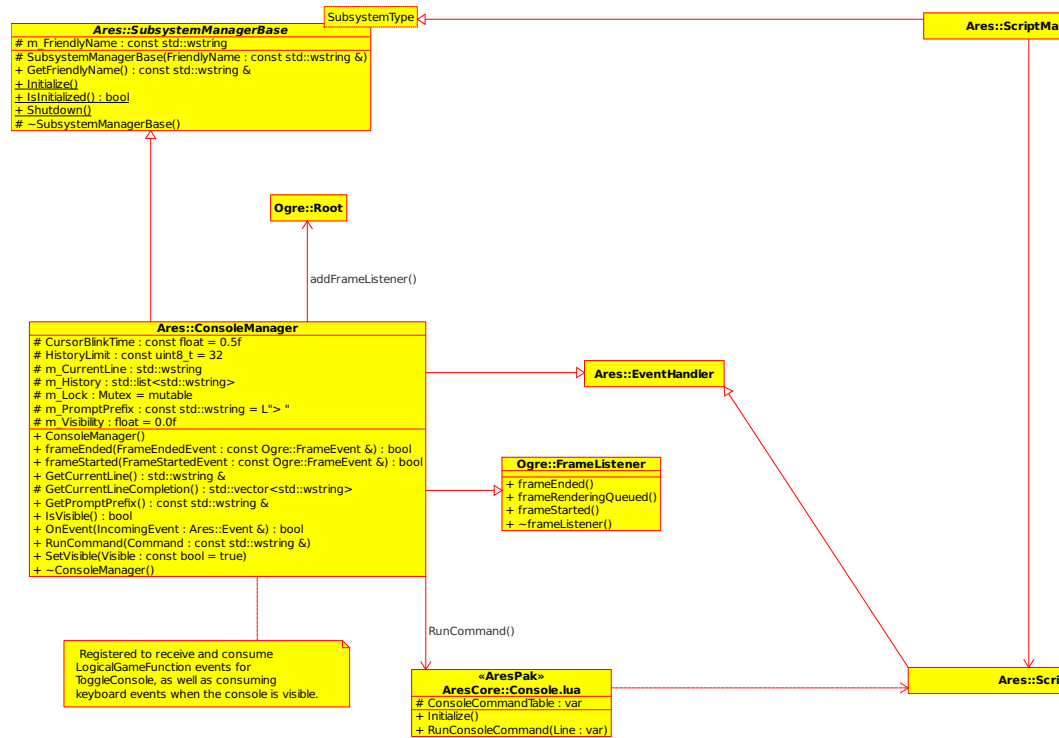 SubsystemType
Ares::SubsystemManagerBase
# m_FriendlyName : const std::wstring
# SubsystemManagerBase(FriendlyName : const std::wstring &)
+ GetFriendlyName() : const std::wstring &
+ Initialize()
+ IsInitialized() : bool
+ Shutdown()
# ~SubsystemManagerBase()
Ares::ScriptMa
Ogre::Root
addFrameListener()
Ares::ConsoleManager
# CursorBlinkTime : const float = 0.5f
# HistoryLimit : const uint8_t = 32
# m_CurrentLine : std::wstring
# m_History : std::list<std::wstring>
# m_Lock : Mutex = mutable
# m_PromptPrefix : const std::wstring = L"> "
# m_Visibility : float = 0.0f
+ ConsoleManager()
+ frameEnded(FrameEndedEvent : const Ogre::FrameEvent &) : bool
+ frameStarted(FrameStartedEvent : const Ogre::FrameEvent &) : bool
+ GetCurrentLine() : std::wstring &
# GetCurrentLineCompletion() : std::vector<std::wstring>
+ GetPromptPrefix() : const std::wstring &
+ IsVisible() : bool
+ OnEvent(IncomingEvent : Ares::Event &) : bool
+ RunCommand(Command : const std::wstring &)
+ SetVisible(Visible : const bool = true)
+ ~ConsoleManager()
Ares::EventHandler
Ogre::FrameListener
+ frameEnded()
+ frameRenderingQueued()
+ frameStarted()
+ ~frameListener()
RunCommand()
Registered to receive and consume
LogicalGameFunction events for
ToggleConsole, as well as consuming
keyboard events when the console is visible.
«AresPak»
AresCore::Console.lua
# ConsoleCommandTable : var
+ Initialize()
+ RunConsoleCommand(Line : var)
Ares::Scri